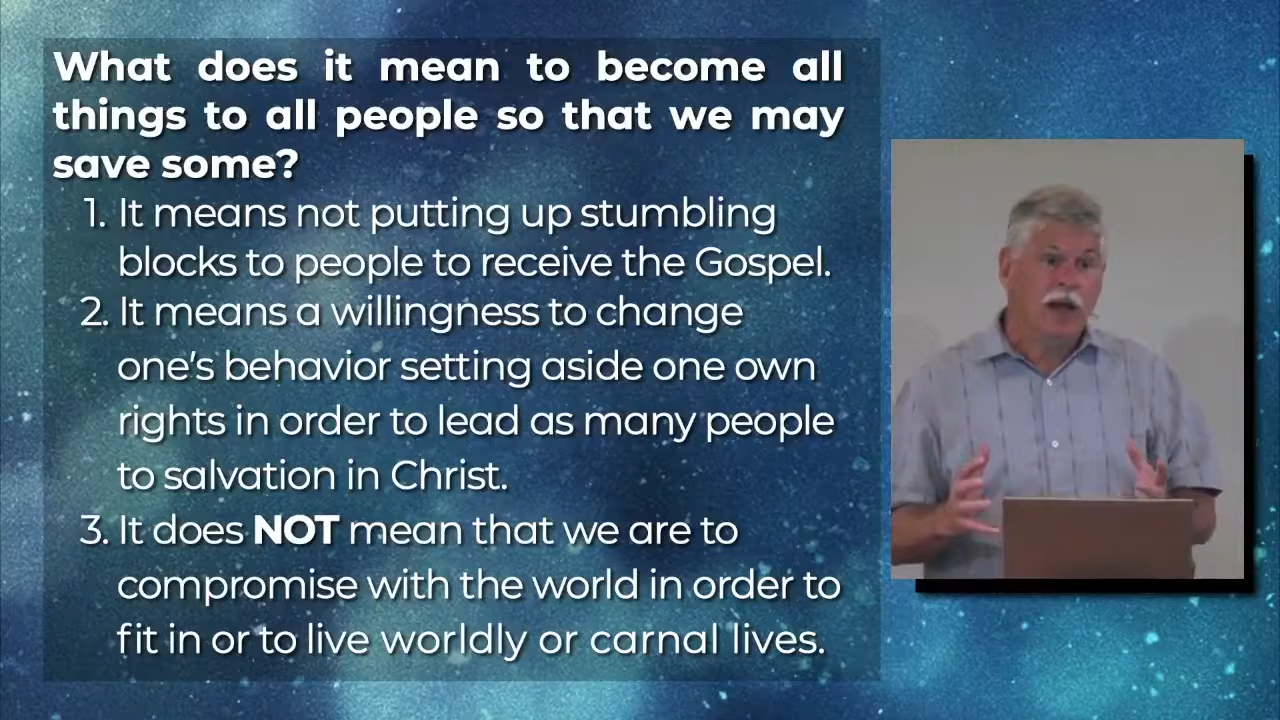 What does it mean to become all
things to all people so that we may
save some?
1. It means not putting up stumbling
blocks to people to receive the Gospel.
2. It means a willingness to change
one's behavior setting aside one own
rights in order to lead as many people
to salvation in Christ.
3. It does NOT mean that we are to
compromise with the world in order to
fit in or to live worldly or carnal lives.